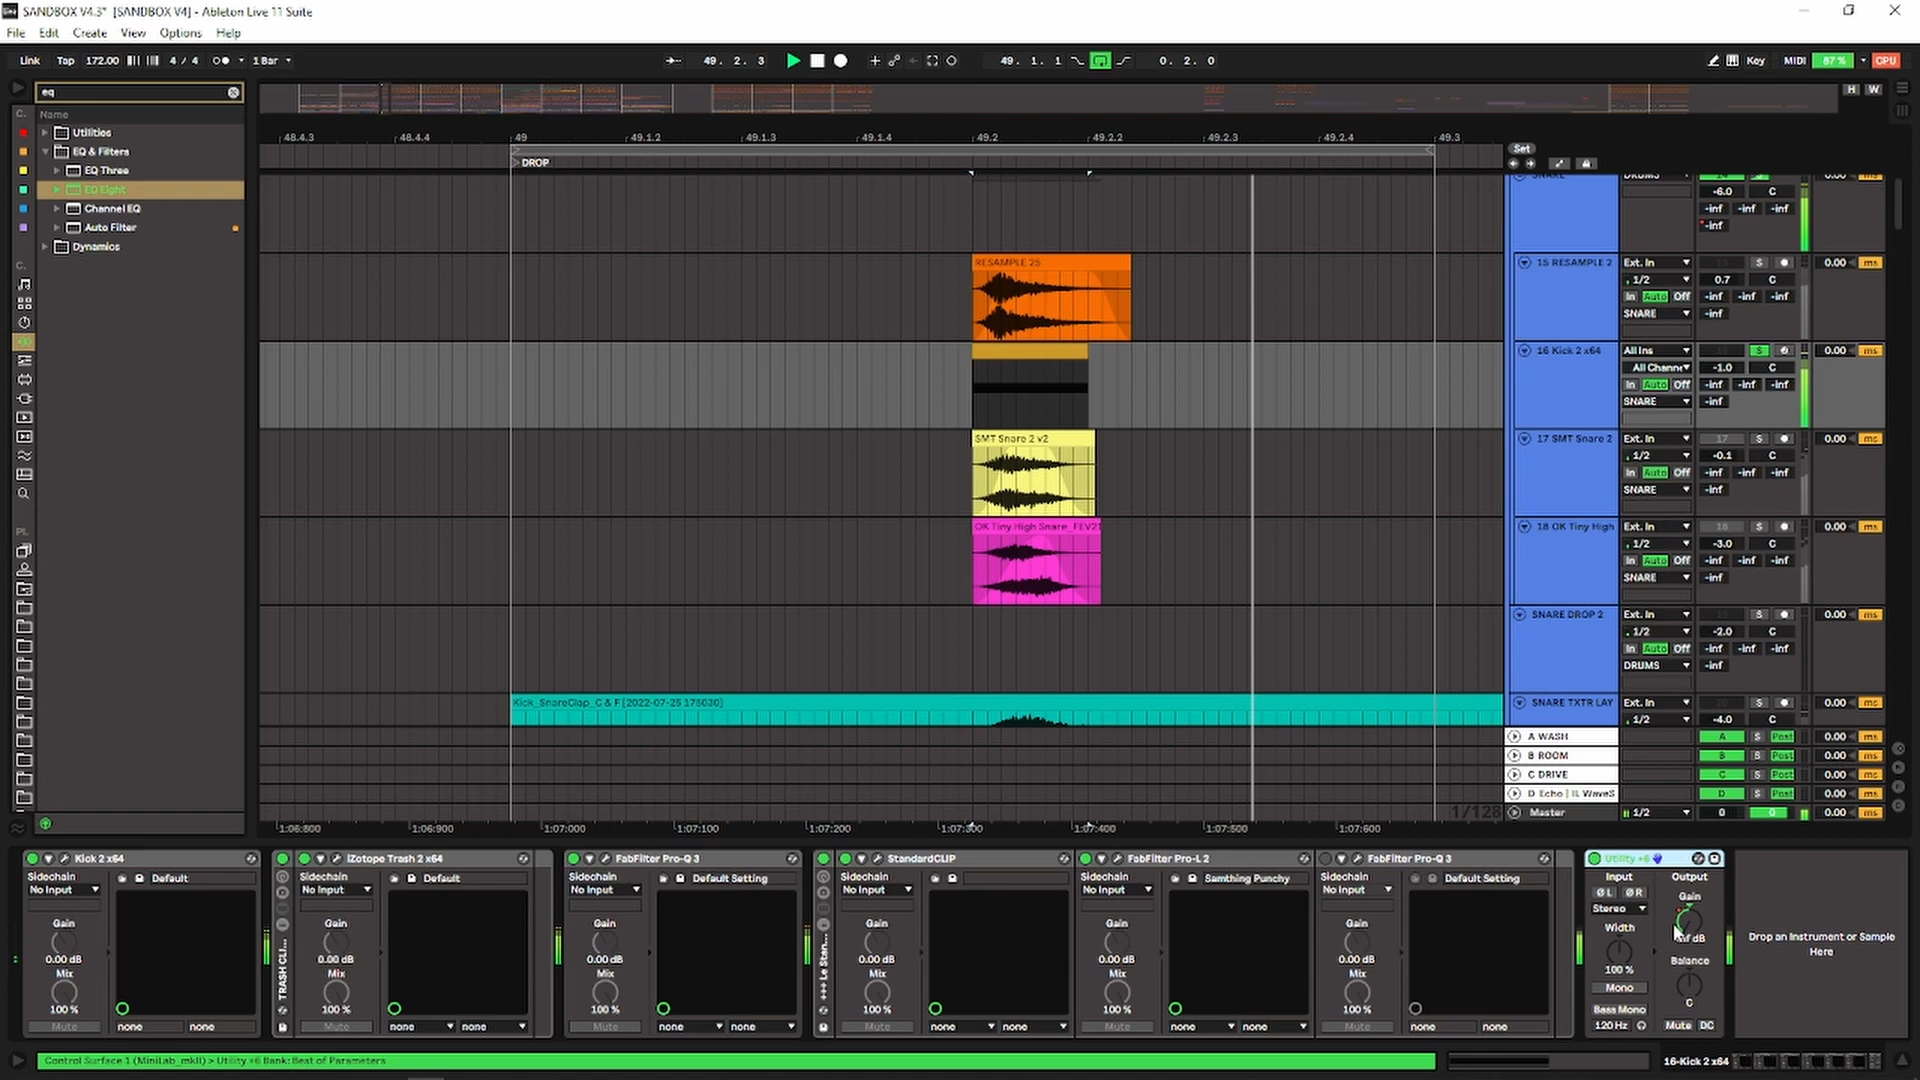 SANDBOX V4.3* [SANDBOX V4] - Ableton Live 11 Suite
File Edit Create View Options Help
Link Tap 172.00 4 / 4 1 Bar 49. 2. 3 49. 1. 1 0. 2. 0 Key MIDI 87 % CPU
eq
H W
Name
Utilities
EQ & Filters
EQ Three
EQ Eight
Channel EQ
Auto Filter
Dynamics
48.4.3 48.4.4 49 49.1.2 49.1.3 49.1.4 49.2 49.2.2 49.2.3 49.2.4 49.3
Set
DROP
SNARE DRUMS 14 S
-6.0 C
-inf -inf -inf
-inf
RESAMPLE 25
15 RESAMPLE 2 Ext. In 15 S 0.00 ms
1/2 0.7 C
In Auto Off -inf -inf -inf
SNARE -inf
16 Kick 2 x64 All Ins 16 S 0.00 ms
All Channe -1.0 C
In Auto Off -inf -inf -inf
SNARE -inf
SMT Snare 2 v2
17 SMT Snare 2 Ext. In 17 S 0.00 ms
1/2 -0.1 C
In Auto Off -inf -inf -inf
SNARE -inf
OK Tiny High Snare_FEV21
18 OK Tiny High Ext. In 18 S 0.00 ms
1/2 -3.0 C
In Auto Off -inf -inf -inf
SNARE -inf
SNARE DROP 2 Ext. In S 0.00 ms
1/2 -2.0 C
In Auto Off -inf -inf -inf
DRUMS -inf
Kick_SnareClap_C & F [2022-07-25 175030]
SNARE TXTR LAY Ext. In 20 S 0.00 ms
1/2 -4.0 C
A WASH A S Post 0.00 ms
B ROOM B S Post 0.00 ms
C DRIVE C S Post 0.00 ms
D Echo | IL WaveS D S Post 0.00 ms
1/128
Master 1/2 0 0 0.00 ms
1:06:800 1:06:900 1:07:000 1:07:100 1:07:200 1:07:300 1:07:400 1:07:500 1:07:600
Kick 2 x64
Sidechain Default
No Input
Gain
0.00 dB
Mix
100 %
Mute none none
TRASH CLI...
iZotope Trash 2 x64
Sidechain Default
No Input
Gain
0.00 dB
Mix
100 %
Mute none none
FabFilter Pro-Q 3
Sidechain Default Setting
No Input
Gain
0.00 dB
Mix
100 %
Mute none none
+++ Le Stan...
StandardCLIP
Sidechain
No Input
Gain
0.00 dB
Mix
100 %
Mute none none
FabFilter Pro-L 2
Sidechain Samthing Punchy
No Input
Gain
0.00 dB
Mix
100 %
Mute none none
FabFilter Pro-Q 3
Sidechain Default Setting
No Input
Gain
0.00 dB
Mix
100 %
Mute none none
Utility +6
Input Output
Ø L Ø R Gain
Stereo
Width -inf dB
Balance
100 %
Mono C
Bass Mono
120 Hz Mute DC
Drop an Instrument or Sample
Here
Control Surface 1 (MiniLab_mkII) > Utility +6 Bank: Best of Parameters
16-Kick 2 x64